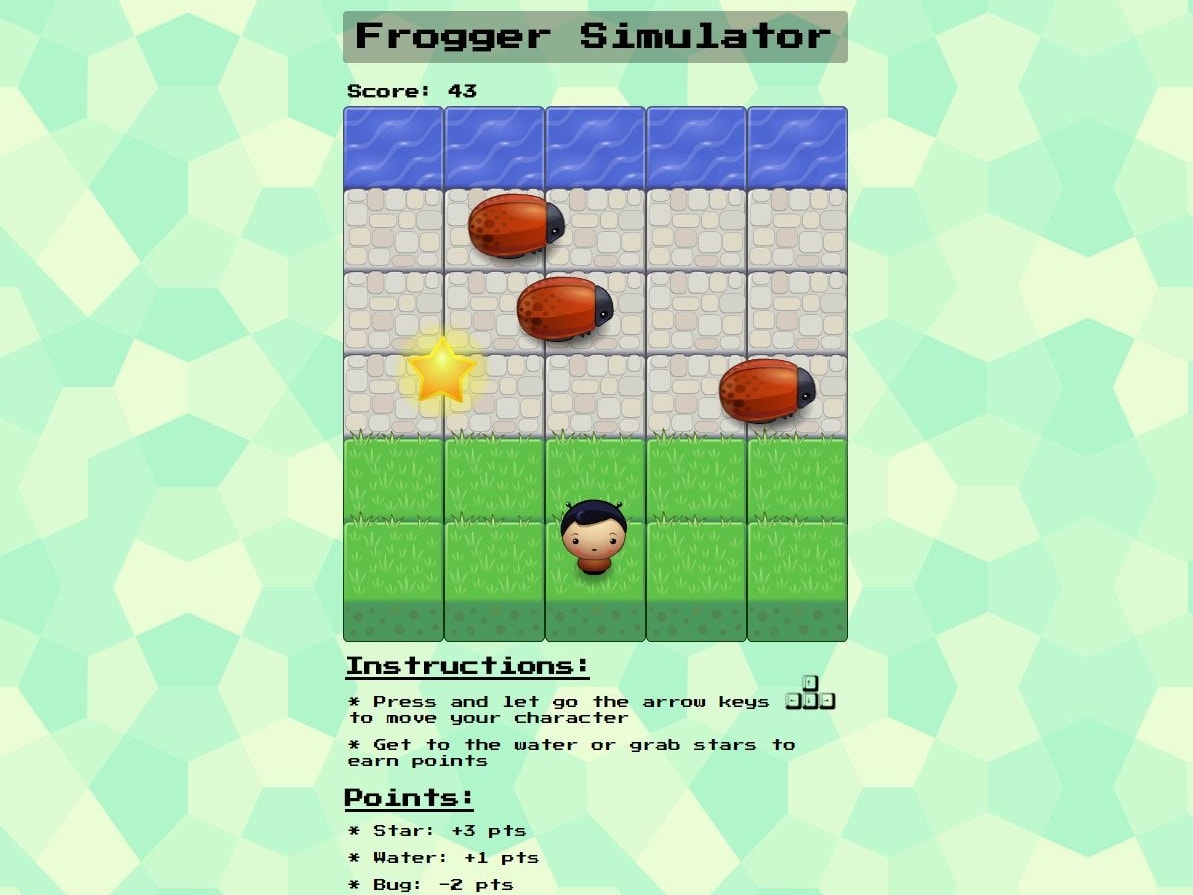 Frogger Simulator
Score: 43
Instructions:
* Press and let go the arrow keys
to move your character
* Get to the water or grab stars to
earn points
Points:
* Star: +3 pts
* Water: +1 pts
* Bug: -2 pts